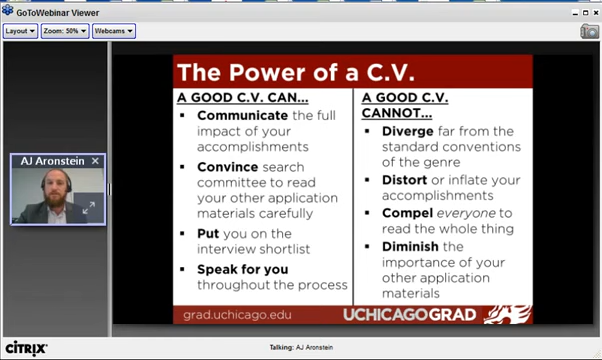 GoToWebinar Viewer
Layout Zoom: 50% Webcams
The Power of a C.V.
A GOOD C.V. CAN...
Communicate the full
impact of your
accomplishments
Convince search
committee to read
your other application
materials carefully
Put you on the
interview shortlist
Speak for you
throughout the process
A GOOD C.V.
CANNOT...
Diverge far from the
standard conventions
of the genre
Distort or inflate your
accomplishments
Compel everyone to
read the whole thing
Diminish the
importance of your
other application
materials
grad.uchicago.edu
UCHICAGOGRAD
AJ Aronstein
CITRIX
Talking: AJ Aronstein